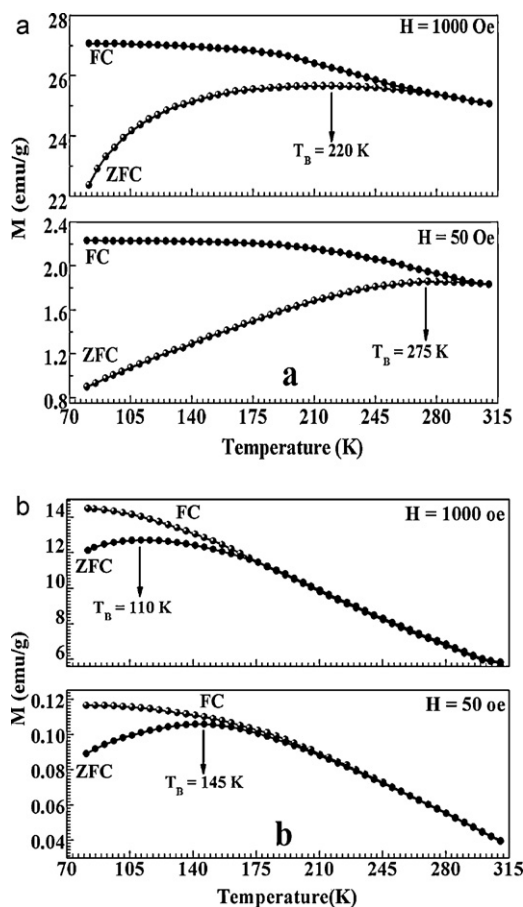 a
H = 1000 Oe
28
FC
26
24
ZFC
T_B = 220 K
22
M (emu/g)
2.4
H = 50 Oe
FC
2.0
1.6
ZFC
1.2
a
T_B = 275 K
0.8
70 105 140 175 210 245 280 315
Temperature (K)
b
14
FC
H = 1000 oe
12
ZFC
10
T_B = 110 K
8
6
M (emu/g)
0.12
FC
H = 50 oe
0.10
ZFC
0.08
T_B = 145 K
0.06
b
0.04
70 105 140 175 210 245 280 315
Temperature(K)